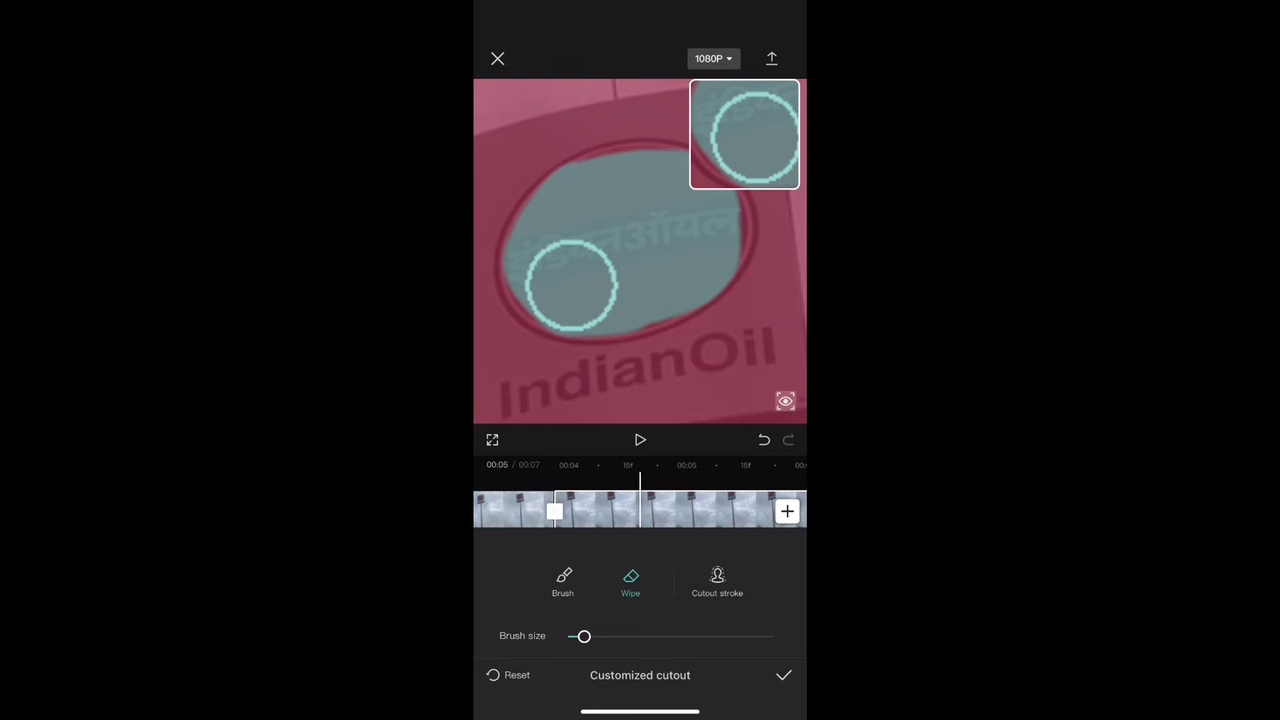 1080P
इंडियनऑयल
IndianOil
00:05 / 00:07 00:04 15f 00:05 15f
Brush Wipe Cutout stroke
Brush size
Reset Customized cutout